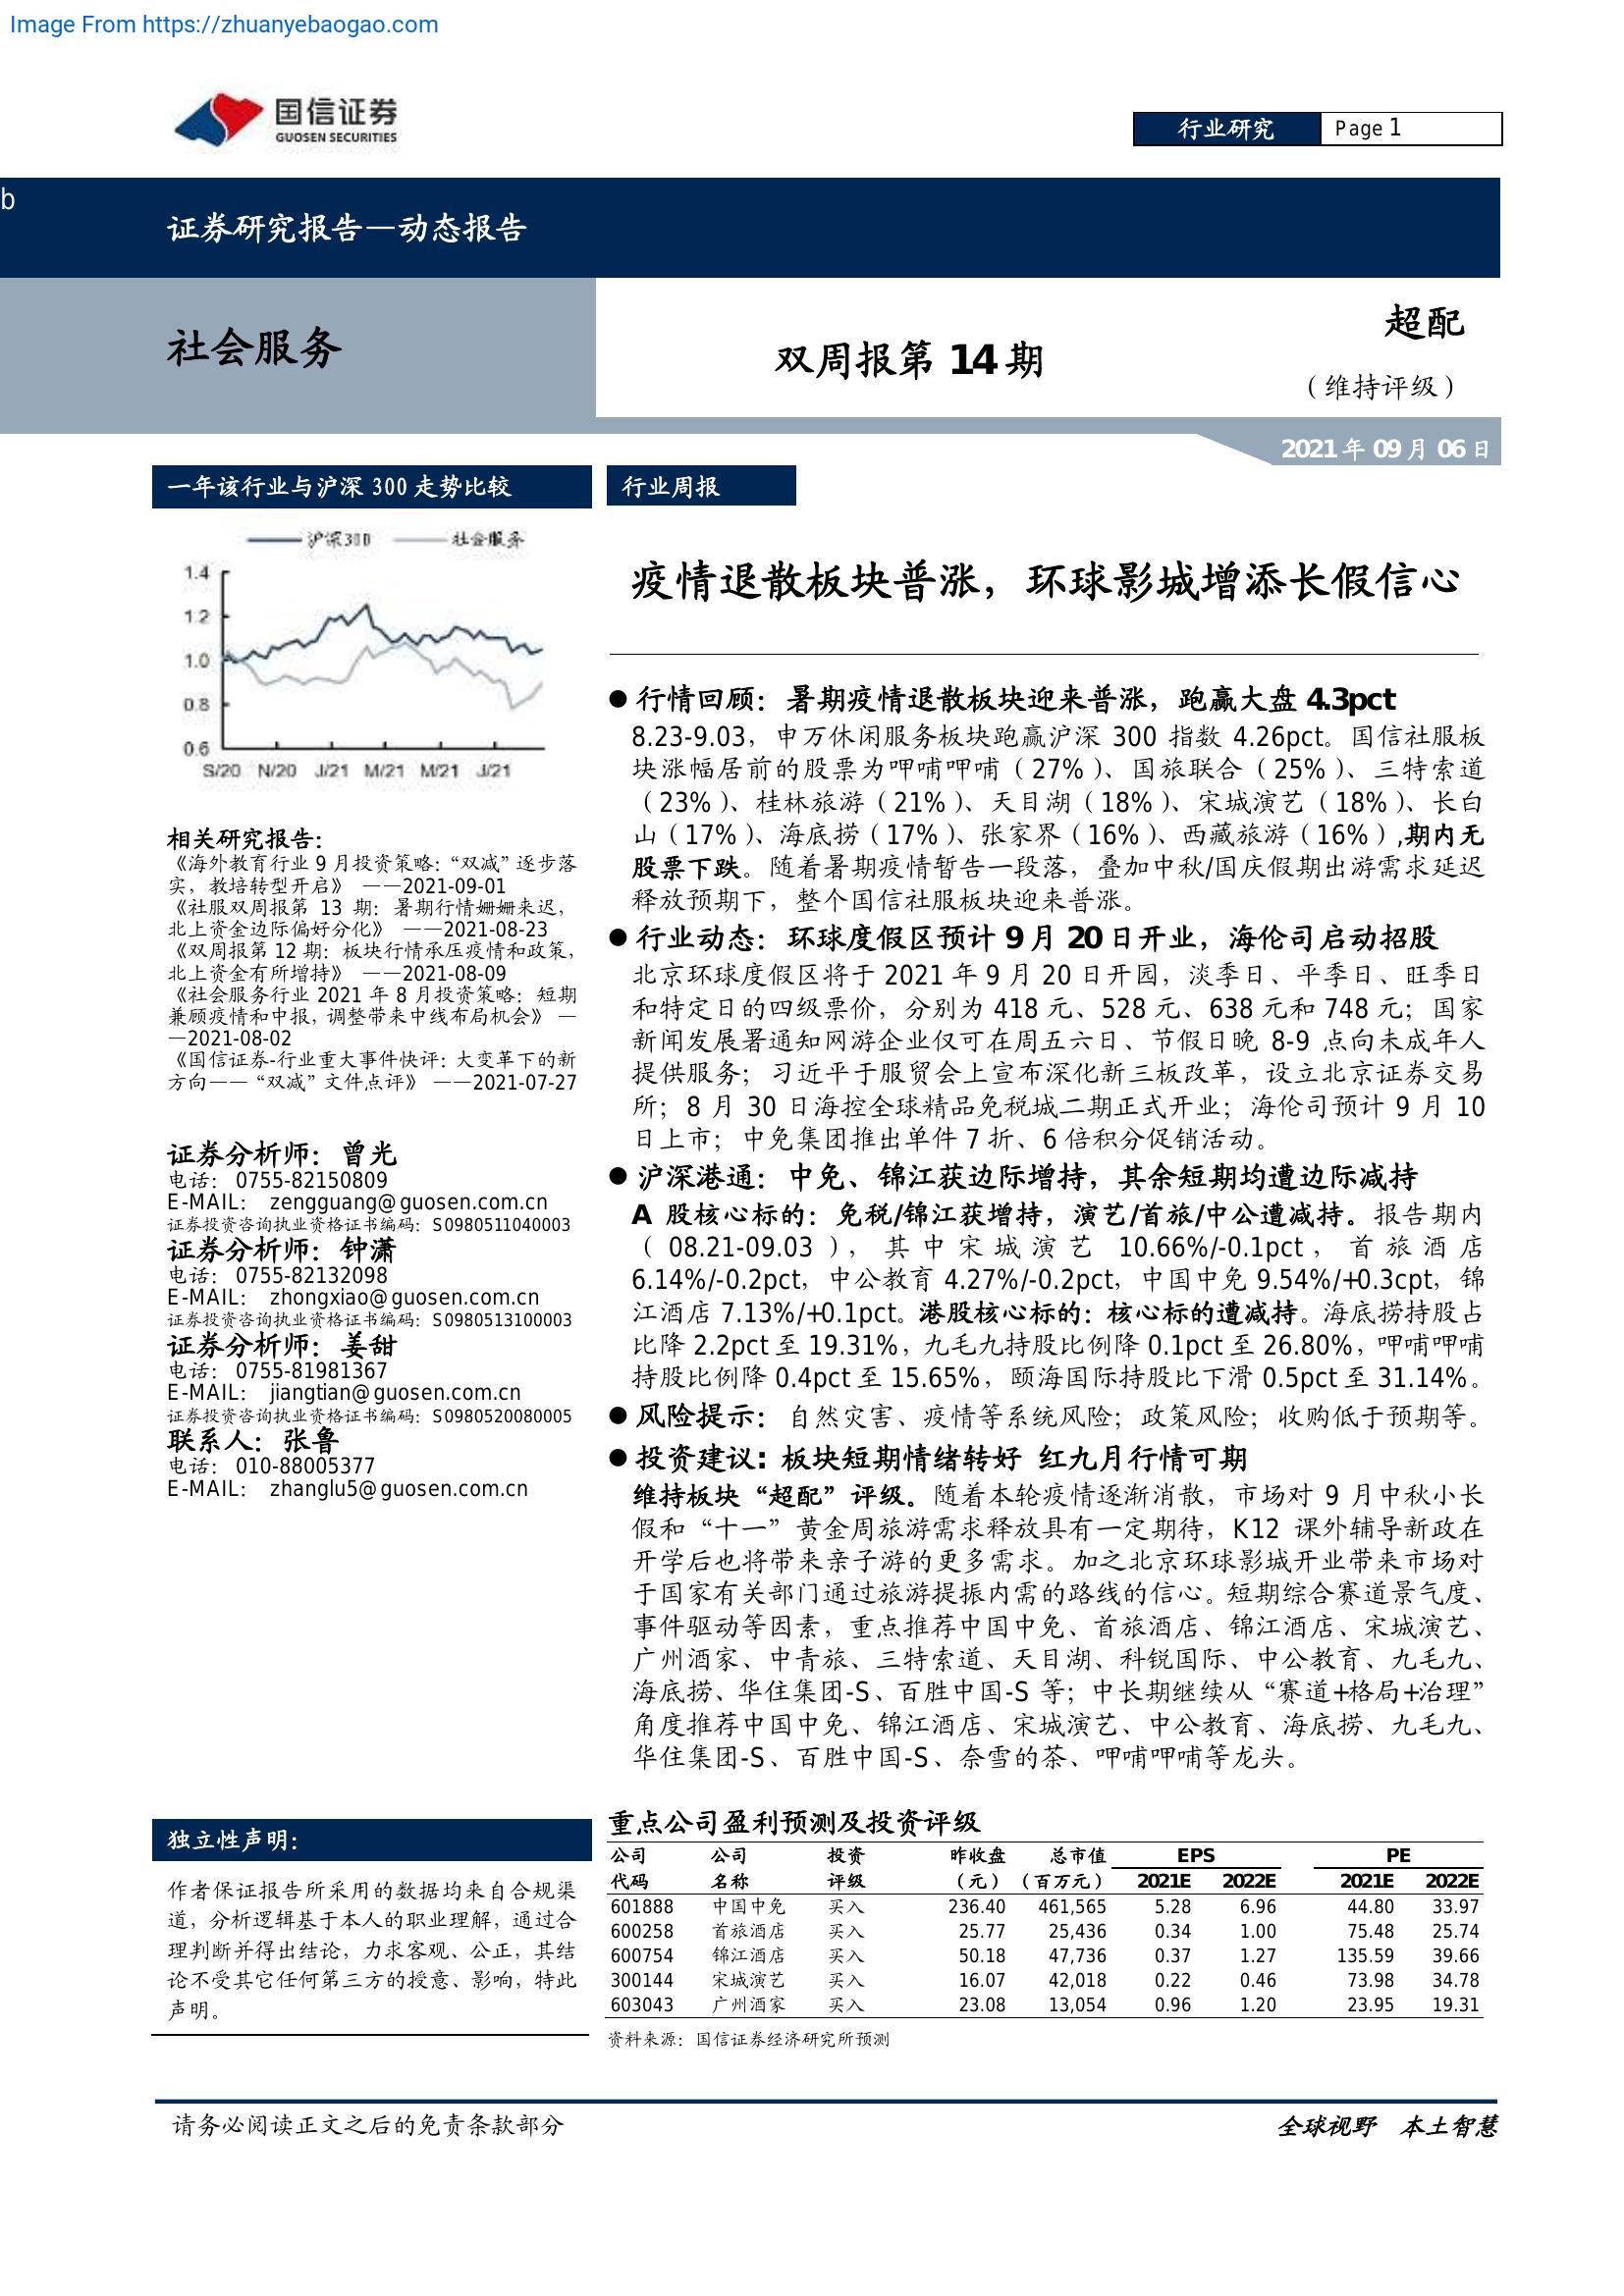 Image From https://zhuanyebaogao.com
国信证券
GUOSEN SECURITIES
行业研究
Page 1
b
证券研究报告—动态报告
社会服务
双周报第 14 期
超配
（维持评级）
2021 年 09 月 06 日
一年该行业与沪深 300 走势比较
沪深300 社会服务
1.4
1.2
1.0
0.8
0.6
S/20 N/20 J/21 M/21 M/21 J/21
相关研究报告：
《海外教育行业 9 月投资策略：“双减”逐步落
实，教培转型开启》 ——2021-09-01
《社服双周报第 13 期：暑期行情姗姗来迟，
北上资金边际偏好分化》 ——2021-08-23
《双周报第 12 期：板块行情承压疫情和政策，
北上资金有所增持》 ——2021-08-09
《社会服务行业 2021 年 8 月投资策略：短期
兼顾疫情和中报，调整带来中线布局机会》 —
—2021-08-02
《国信证券-行业重大事件快评：大变革下的新
方向——“双减”文件点评》 ——2021-07-27
证券分析师：曾光
电话： 0755-82150809
E-MAIL： zengguang@guosen.com.cn
证券投资咨询执业资格证书编码：S0980511040003
证券分析师：钟潇
电话： 0755-82132098
E-MAIL： zhongxiao@guosen.com.cn
证券投资咨询执业资格证书编码：S0980513100003
证券分析师：姜甜
电话： 0755-81981367
E-MAIL： jiangtian@guosen.com.cn
证券投资咨询执业资格证书编码：S0980520080005
联系人：张鲁
电话： 010-88005377
E-MAIL： zhanglu5@guosen.com.cn
独立性声明：
作者保证报告所采用的数据均来自合规渠
道，分析逻辑基于本人的职业理解，通过合
理判断并得出结论，力求客观、公正，其结
论不受其它任何第三方的授意、影响，特此
声明。
行业周报
疫情退散板块普涨，环球影城增添长假信心
● 行情回顾：暑期疫情退散板块迎来普涨，跑赢大盘 4.3pct
8.23-9.03，申万休闲服务板块跑赢沪深 300 指数 4.26pct。国信社服板
块涨幅居前的股票为呷哺呷哺（27%）、国旅联合（25%）、三特索道
（23%）、桂林旅游（21%）、天目湖（18%）、宋城演艺（18%）、长白
山（17%）、海底捞（17%）、张家界（16%）、西藏旅游（16%）,期内无
股票下跌。随着暑期疫情暂告一段落，叠加中秋/国庆假期出游需求延迟
释放预期下，整个国信社服板块迎来普涨。
● 行业动态：环球度假区预计 9 月 20 日开业，海伦司启动招股
北京环球度假区将于 2021 年 9 月 20 日开园，淡季日、平季日、旺季日
和特定日的四级票价，分别为 418 元、528 元、638 元和 748 元；国家
新闻发展署通知网游企业仅可在周五六日、节假日晚 8-9 点向未成年人
提供服务；习近平于服贸会上宣布深化新三板改革，设立北京证券交易
所；8 月 30 日海控全球精品免税城二期正式开业；海伦司预计 9 月 10
日上市；中免集团推出单件 7 折、6 倍积分促销活动。
● 沪深港通：中免、锦江获边际增持，其余短期均遭边际减持
A 股核心标的：免税/锦江获增持，演艺/首旅/中公遭减持。报告期内
（08.21-09.03），其中宋城演艺 10.66%/-0.1pct，首旅酒店
6.14%/-0.2pct，中公教育 4.27%/-0.2pct，中国中免 9.54%/+0.3cpt，锦
江酒店 7.13%/+0.1pct。港股核心标的：核心标的遭减持。海底捞持股占
比降 2.2pct 至 19.31%，九毛九持股比例降 0.1pct 至 26.80%，呷哺呷哺
持股比例降 0.4pct 至 15.65%，颐海国际持股比下滑 0.5pct 至 31.14%。
● 风险提示：自然灾害、疫情等系统风险；政策风险；收购低于预期等。
● 投资建议：板块短期情绪转好 红九月行情可期
维持板块“超配”评级。随着本轮疫情逐渐消散，市场对 9 月中秋小长
假和“十一”黄金周旅游需求释放具有一定期待，K12 课外辅导新政在
开学后也将带来亲子游的更多需求。加之北京环球影城开业带来市场对
于国家有关部门通过旅游提振内需的路线的信心。短期综合赛道景气度、
事件驱动等因素，重点推荐中国中免、首旅酒店、锦江酒店、宋城演艺、
广州酒家、中青旅、三特索道、天目湖、科锐国际、中公教育、九毛九、
海底捞、华住集团-S、百胜中国-S 等；中长期继续从“赛道+格局+治理”
角度推荐中国中免、锦江酒店、宋城演艺、中公教育、海底捞、九毛九、
华住集团-S、百胜中国-S、奈雪的茶、呷哺呷哺等龙头。
重点公司盈利预测及投资评级
公司 公司 投资 昨收盘 总市值 EPS PE
代码 名称 评级 （元） （百万元） 2021E 2022E 2021E 2022E
601888 中国中免 买入 236.40 461,565 5.28 6.96 44.80 33.97
600258 首旅酒店 买入 25.77 25,436 0.34 1.00 75.48 25.74
600754 锦江酒店 买入 50.18 47,736 0.37 1.27 135.59 39.66
300144 宋城演艺 买入 16.07 42,018 0.22 0.46 73.98 34.78
603043 广州酒家 买入 23.08 13,054 0.96 1.20 23.95 19.31
资料来源：国信证券经济研究所预测
请务必阅读正文之后的免责条款部分
全球视野 本土智慧